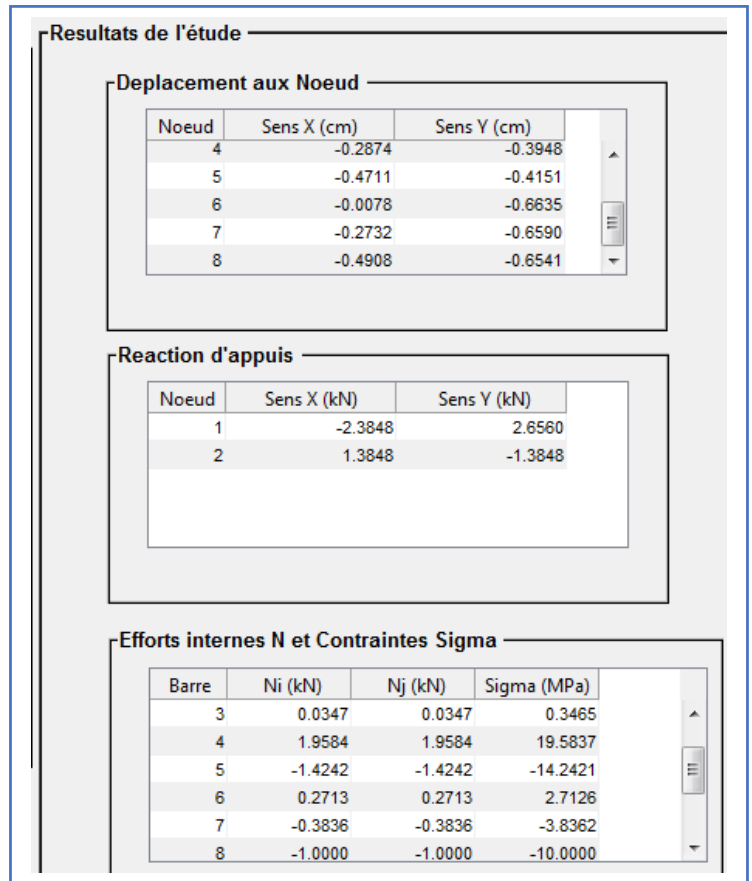 Resultats de l'étude
Deplacement aux Noeud
Noeud Sens X (cm) Sens Y (cm)
4 -0.2874 -0.3948
5 -0.4711 -0.4151
6 -0.0078 -0.6635
7 -0.2732 -0.6590
8 -0.4908 -0.6541
Reaction d'appuis
Noeud Sens X (kN) Sens Y (kN)
1 -2.3848 2.6560
2 1.3848 -1.3848
Efforts internes N et Contraintes Sigma
Barre Ni (kN) Nj (kN) Sigma (MPa)
3 0.0347 0.0347 0.3465
4 1.9584 1.9584 19.5837
5 -1.4242 -1.4242 -14.2421
6 0.2713 0.2713 2.7126
7 -0.3836 -0.3836 -3.8362
8 -1.0000 -1.0000 -10.0000